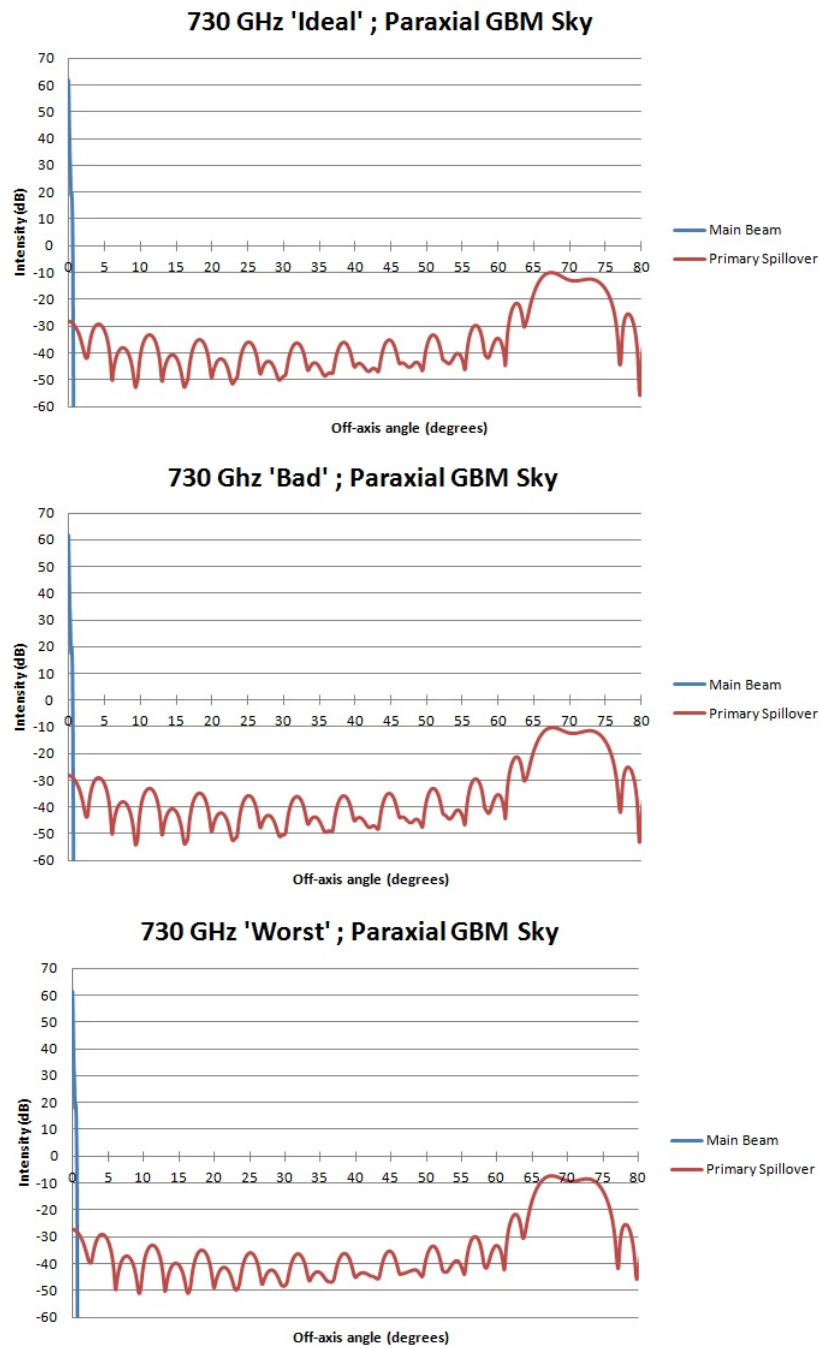 730 GHz 'Ideal' ; Paraxial GBM Sky
70
60
50
40
30
20
10
0
-10
-20
-30
-40
-50
-60
Intensity (dB)
0 5 10 15 20 25 30 35 40 45 50 55 60 65 70 75 80
Off-axis angle (degrees)
Main Beam
Primary Spillover
730 Ghz 'Bad' ; Paraxial GBM Sky
70
60
50
40
30
20
10
0
-10
-20
-30
-40
-50
-60
Intensity (dB)
0 5 10 15 20 25 30 35 40 45 50 55 60 65 70 75 80
Off-axis angle (degrees)
Main Beam
Primary Spillover
730 GHz 'Worst' ; Paraxial GBM Sky
70
60
50
40
30
20
10
0
-10
-20
-30
-40
-50
-60
Intensity (dB)
0 5 10 15 20 25 30 35 40 45 50 55 60 65 70 75 80
Off-axis angle (degrees)
Main Beam
Primary Spillover